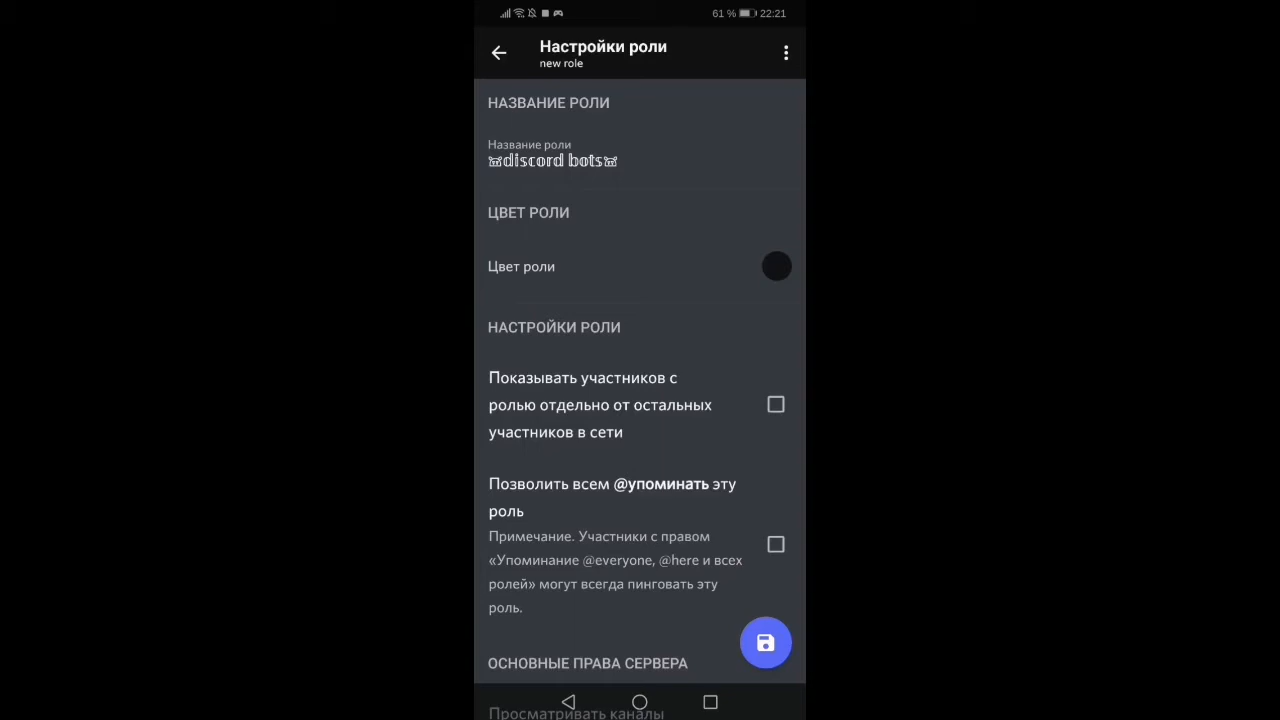 61 % 22:21
Настройки роли
new role
НАЗВАНИЕ РОЛИ
Название роли
𝕕𝕚𝕤𝕔𝕠𝕣𝕕 𝕓𝕠𝕥𝕤
ЦВЕТ РОЛИ
Цвет роли
НАСТРОЙКИ РОЛИ
Показывать участников с
ролью отдельно от остальных
участников в сети
Позволить всем @упоминать эту
роль
Примечание. Участники с правом
«Упоминание @everyone, @here и всех
ролей» могут всегда пинговать эту
роль.
ОСНОВНЫЕ ПРАВА СЕРВЕРА
Просматривать каналы